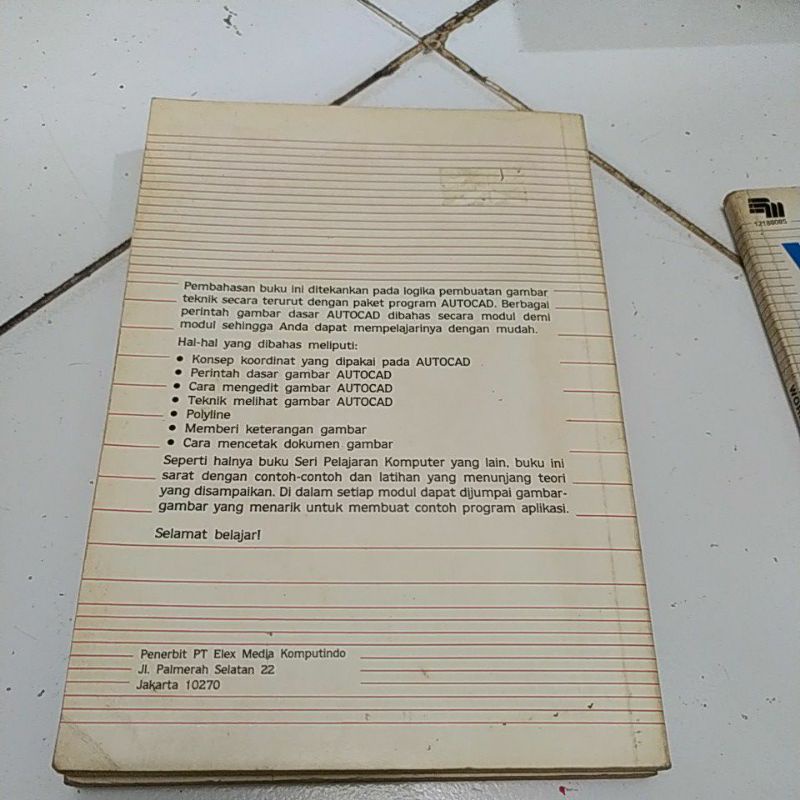 Pembahasan buku ini ditekankan pada logika pembuatan gambar
teknik secara terurut dengan paket program AUTOCAD. Berbagai
perintah gambar dasar AUTOCAD dibahas secara modul demi
modul sehingga Anda dapat mempelajarinya dengan mudah.
Hal-hal yang dibahas meliputi:
• Konsep koordinat yang dipakai pada AUTOCAD
• Perintah dasar gambar AUTOCAD
• Cara mengedit gambar AUTOCAD
• Teknik melihat gambar AUTOCAD
• Polyline
• Memberi keterangan gambar
• Cara mencetak dokumen gambar
Seperti halnya buku Seri Pelajaran Komputer yang lain, buku ini
sarat dengan contoh-contoh dan latihan yang menunjang teori
yang disampaikan. Di dalam setiap modul dapat dijumpai gambar-
gambar yang menarik untuk membuat contoh program aplikasi.
Selamat belajar!
Penerbit PT Elex Media Komputindo
Jl. Palmerah Selatan 22
Jakarta 10270